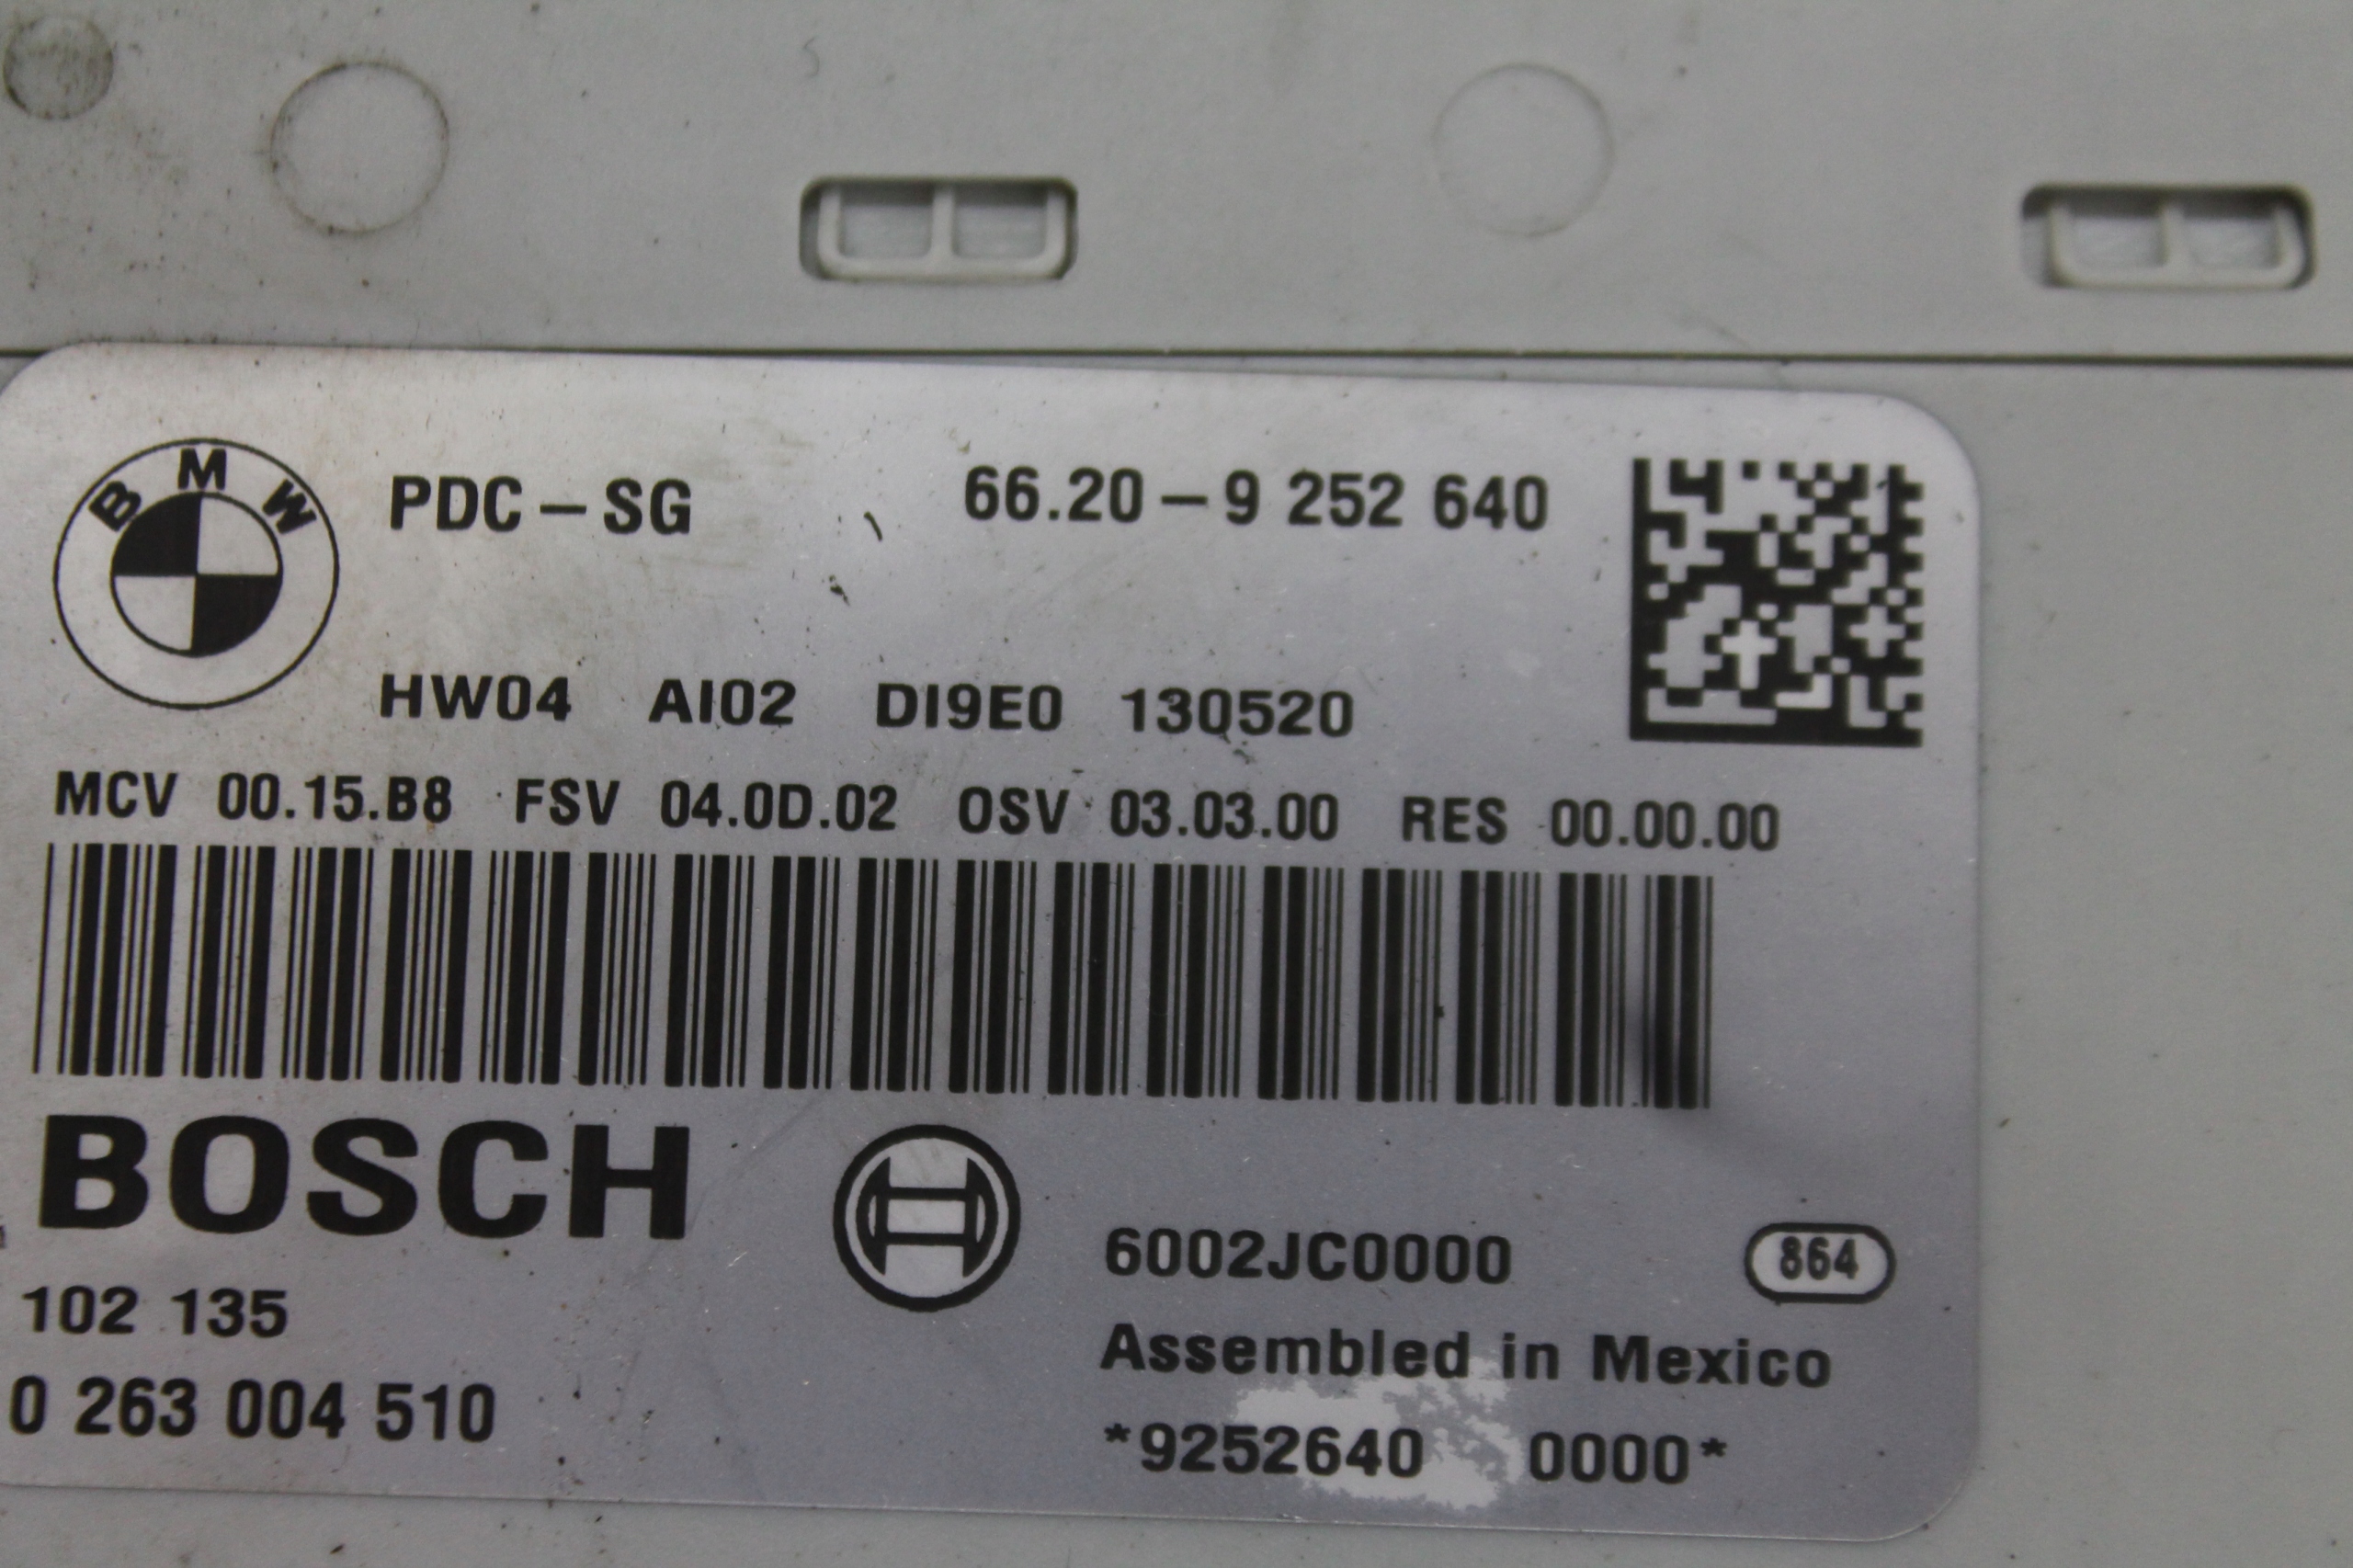 BMW
PDC-SG 66.20-9 252 640
HW04 AI02 DI9E0 130520
MCV 00.15.B8 FSV 04.0D.02 OSV 03.03.00 RES 00.00.00
BOSCH
6002JC0000 864
102 135
Assembled in Mexico
0 263 004 510
*9252640 0000*